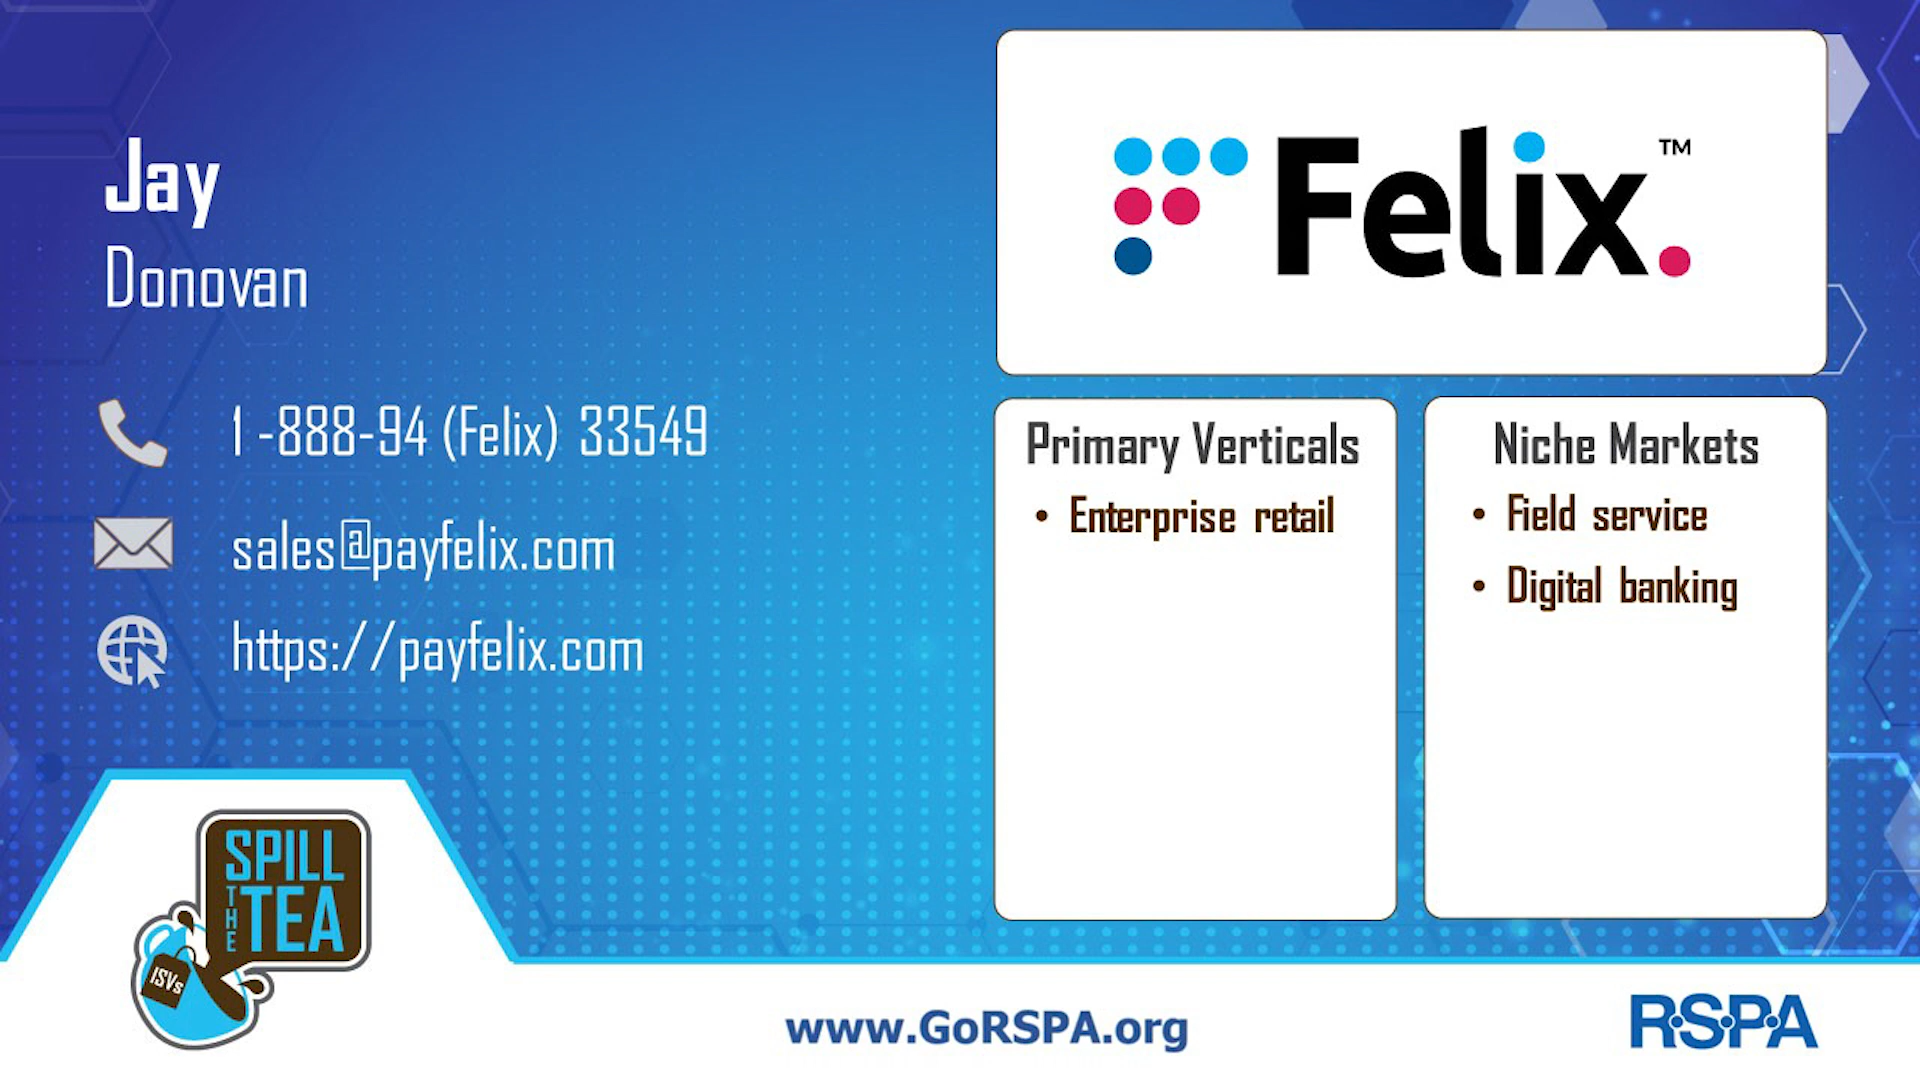 Jay
Donovan
1 -888-94 (Felix) 33549
sales@payfelix.com
https://payfelix.com
Felix.™
Primary Verticals
• Enterprise retail
Niche Markets
• Field service
• Digital banking
SPILL
THE
TEA
ISVs
www.GoRSPA.org
R·S·P·A